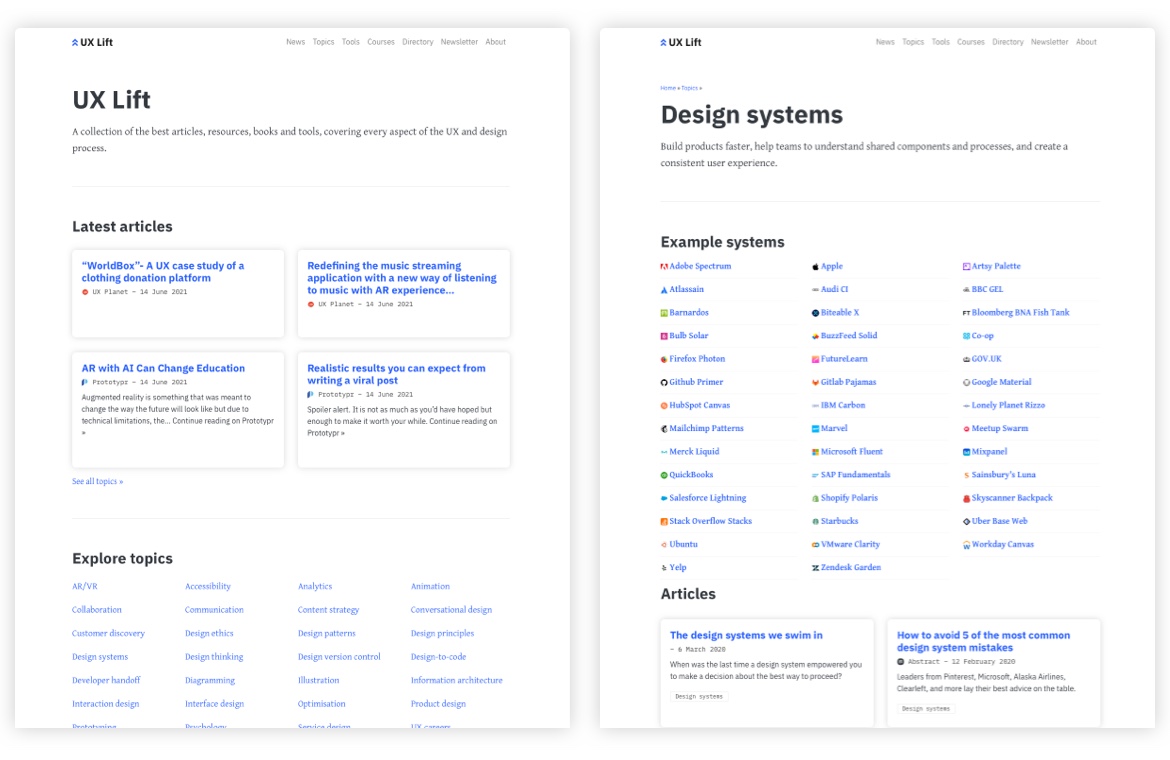 UX Lift
News Topics Tools Courses Directory Newsletter About
UX Lift
A collection of the best articles, resources, books and tools, covering every aspect of the UX and design
process.
Latest articles
“WorldBox”- A UX case study of a
clothing donation platform
UX Planet – 14 June 2021
Redefining the music streaming
application with a new way of listening
to music with AR experience...
UX Planet – 14 June 2021
AR with AI Can Change Education
Prototypr – 14 June 2021
Augmented reality is something that was meant to
change the way the future will look like but due to
technical limitations, the... Continue reading on Prototypr
»
Realistic results you can expect from
writing a viral post
Prototypr – 14 June 2021
Spoiler alert. It is not as much as you’d have hoped but
enough to make it worth your while. Continue reading on
Prototypr »
See all topics »
Explore topics
AR/VR Accessibility Analytics Animation
Collaboration Communication Content strategy Conversational design
Customer discovery Design ethics Design patterns Design principles
Design systems Design thinking Design version control Design-to-code
Developer handoff Diagramming Illustration Information architecture
Interaction design Interface design Optimisation Product design
Prototyping Psychology Service design UX careers
UX Lift
News Topics Tools Courses Directory Newsletter About
Home » Topics »
Design systems
Build products faster, help teams to understand shared components and processes, and create a
consistent user experience.
Example systems
Adobe Spectrum Apple Artsy Palette
Atlassain Audi CI BBC GEL
Barnardos Biteable X Bloomberg BNA Fish Tank
Bulb Solar BuzzFeed Solid Co-op
Firefox Photon FutureLearn GOV.UK
Github Primer Gitlab Pajamas Google Material
HubSpot Canvas IBM Carbon Lonely Planet Rizzo
Mailchimp Patterns Marvel Meetup Swarm
Merck Liquid Microsoft Fluent Mixpanel
QuickBooks SAP Fundamentals Sainsbury’s Luna
Salesforce Lightning Shopify Polaris Skyscanner Backpack
Stack Overflow Stacks Starbucks Uber Base Web
Ubuntu VMware Clarity Workday Canvas
Yelp Zendesk Garden
Articles
The design systems we swim in
– 6 March 2020
When was the last time a design system empowered you
to make a decision about the best way to proceed?
Design systems
How to avoid 5 of the most common
design system mistakes
Abstract – 12 February 2020
Leaders from Pinterest, Microsoft, Alaska Airlines,
Clearleft, and more lay their best advice on the table.
Design systems